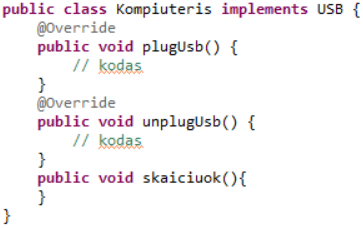 public class Kompiuteris implements USB {
    @Override
    public void plugUsb() {
        // kodas
    }
    @Override
    public void unplugUsb() {
        // kodas
    }
    public void skaiciuok(){
    }
}